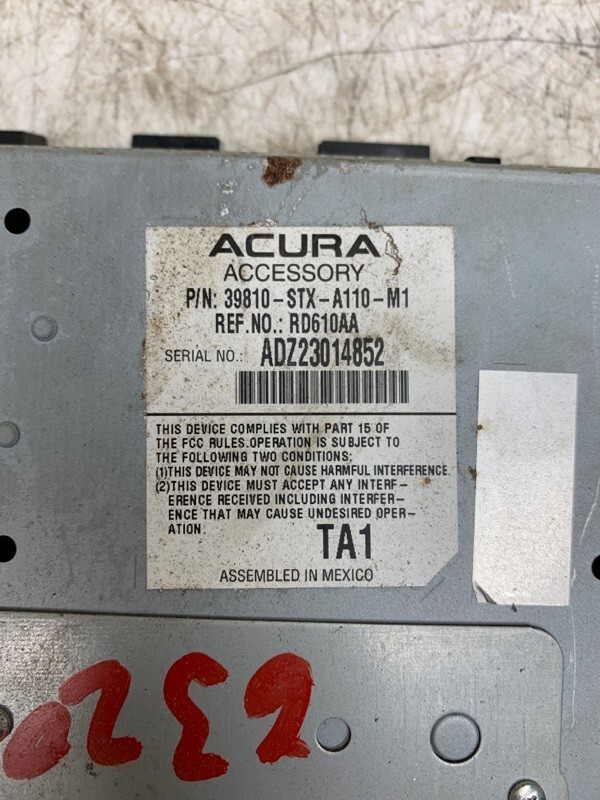 ACURA
ACCESSORY
P/N: 39810-STX-A110-M1
REF.NO.: RD610AA
SERIAL NO.: ADZ23014852
THIS DEVICE COMPLIES WITH PART 15 OF
THE FCC RULES.OPERATION IS SUBJECT TO
THE FOLLOWING TWO CONDITIONS:
(1)THIS DEVICE MAY NOT CAUSE HARMFUL INTERFERENCE.
(2)THIS DEVICE MUST ACCEPT ANY INTERF-
ERENCE RECEIVED INCLUDING INTERFER-
ENCE THAT MAY CAUSE UNDESIRED OPER-
ATION.
TA1
ASSEMBLED IN MEXICO